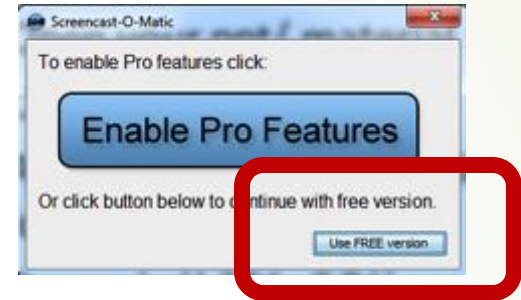 Screencast-O-Matic
To enable Pro features click:
Enable Pro Features
Or click button below to continue with free version.
Use FREE version